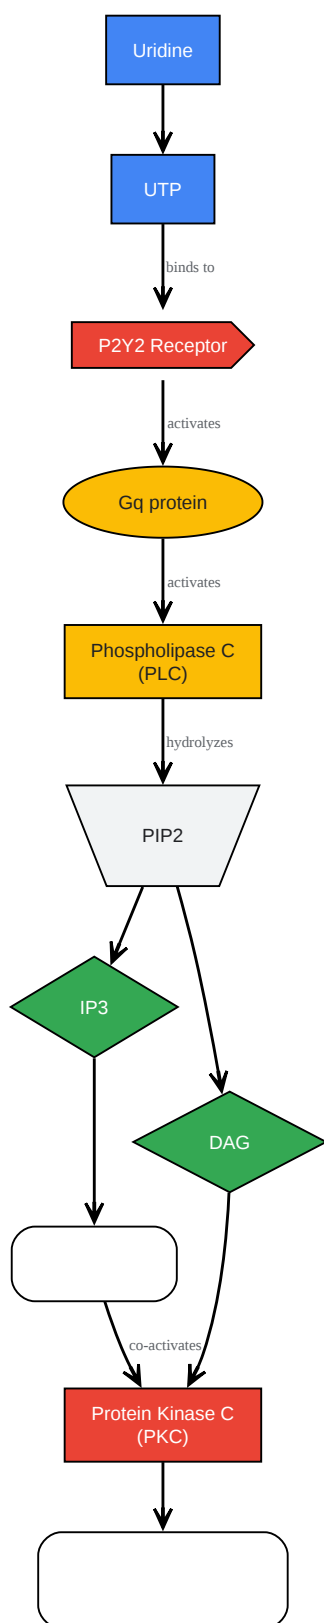 Uridine
UTP
binds to
P2Y2 Receptor
activates
Gq protein
activates
Phospholipase C
(PLC)
hydrolyzes
PIP2
IP3
DAG
co-activates
Protein Kinase C
(PKC)